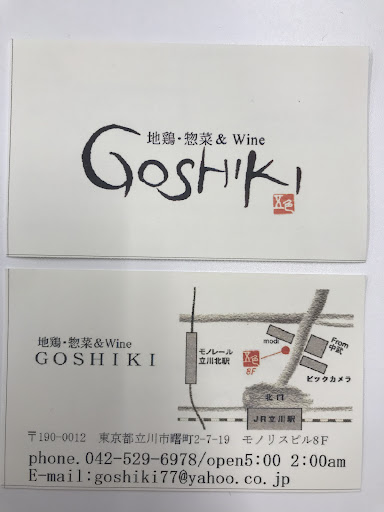 地鶏・惣菜 & Wine
GOSHIKI
五色
地鶏・惣菜&Wine
GOSHIKI
モノレール
立川北駅
modi
From
中武
五色
8F
ビックカメラ
北口
JR立川駅
〒190-0012 東京都立川市曙町2-7-19 モノリスビル8F
phone.042-529-6978/open5:00 2:00am
E-mail:goshiki77@yahoo.co.jp